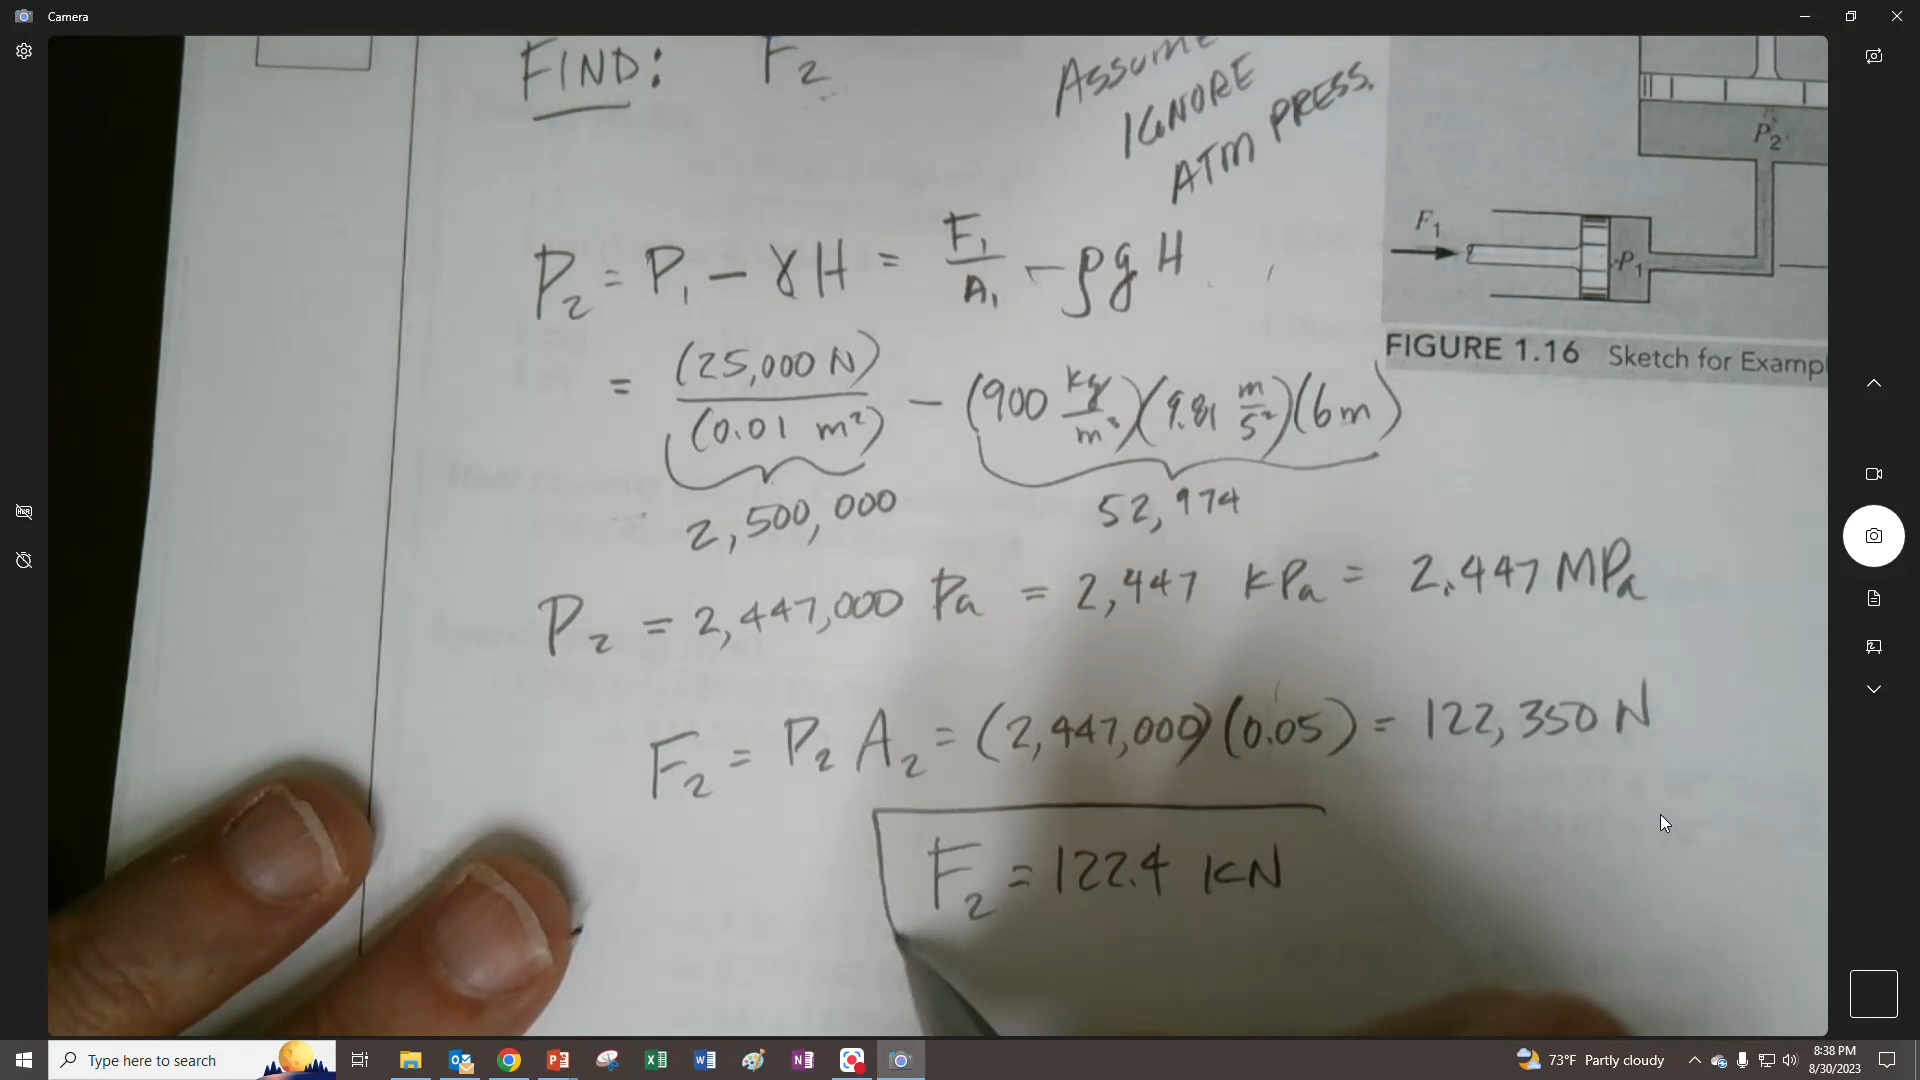 Camera
FIND: F2
ASSUME
IGNORE
ATM PRESS.
P2
F1
P1
FIGURE 1.16 Sketch for Exampl
P2 = P1 - γH = F1/A1 - ρgH
= (25,000 N)/(0.01 m²) - (900 kg/m³)(9.81 m/s²)(6m)
2,500,000 52,974
P2 = 2,447,000 Pa = 2,447 KPa = 2.447 MPa
F2 = P2 A2 = (2,447,000)(0.05) = 122,350 N
F2 = 122.4 KN
Type here to search
73°F Partly cloudy
8:38 PM
8/30/2023